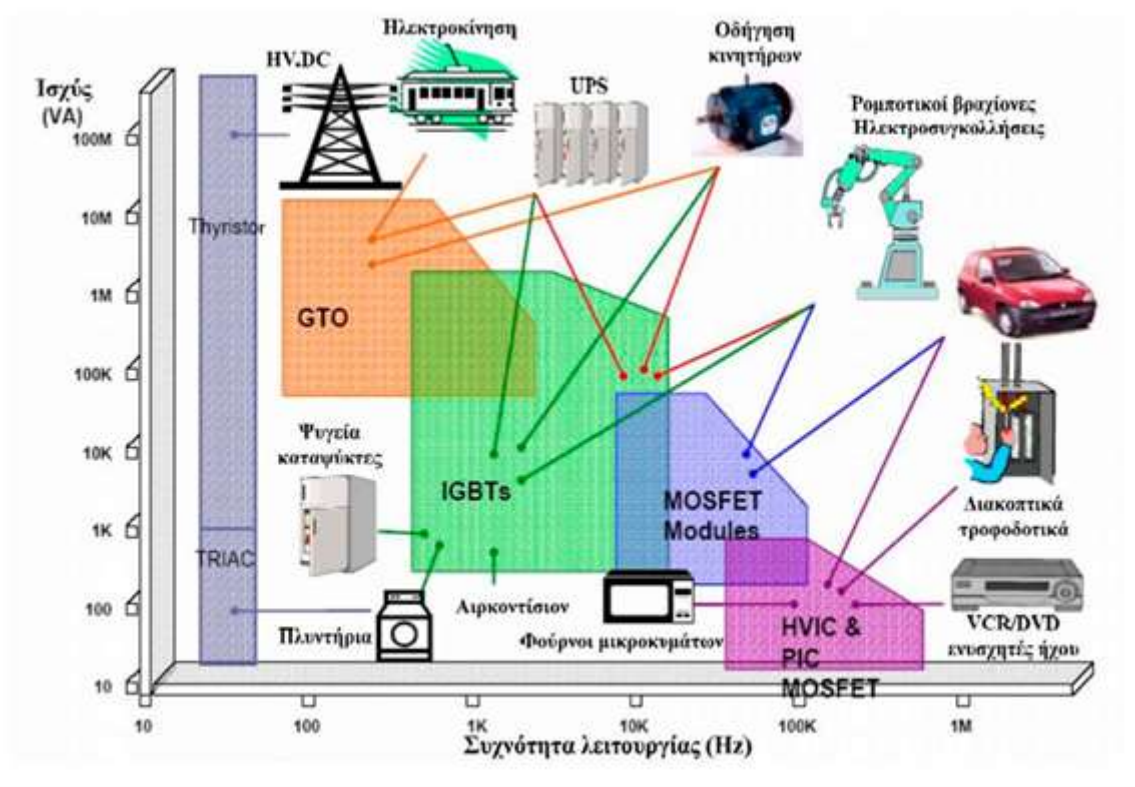 Ηλεκτροκίνηση
Οδήγηση
κινητήρων
HV.DC
UPS
Ισχύς
(VA)
Ρομποτικοί βραχίονες
Ηλεκτροσυγκολλήσεις
100M
10M
Thyristor
1M
GTO
100K
Ψυγεία
καταψύκτες
10K
IGBTs
MOSFET
Modules
Διακοπτικά
τροφοδοτικά
1K
TRIAC
100
Αιρκοντίσιον
Πλυντήρια
Φούρνοι μικροκυμάτων
HVIC &
PIC
MOSFET
VCR/DVD
ενυσχητές ήχου
10
10
100
1K
10K
100K
1M
Συχνότητα λειτουργίας (Hz)